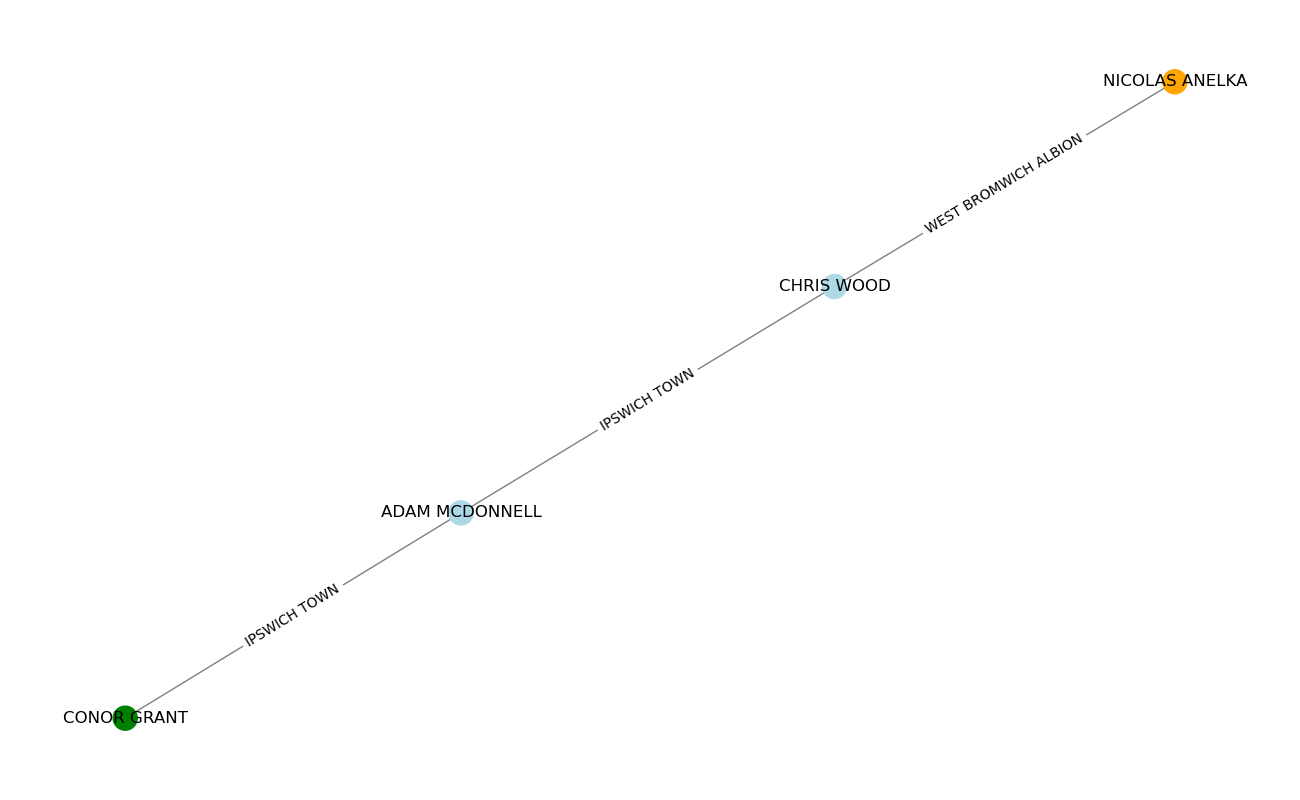 NICOLAS ANELKA
WEST BROMWICH ALBION
CHRIS WOOD
IPSWICH TOWN
ADAM MCDONNELL
IPSWICH TOWN
CONOR GRANT